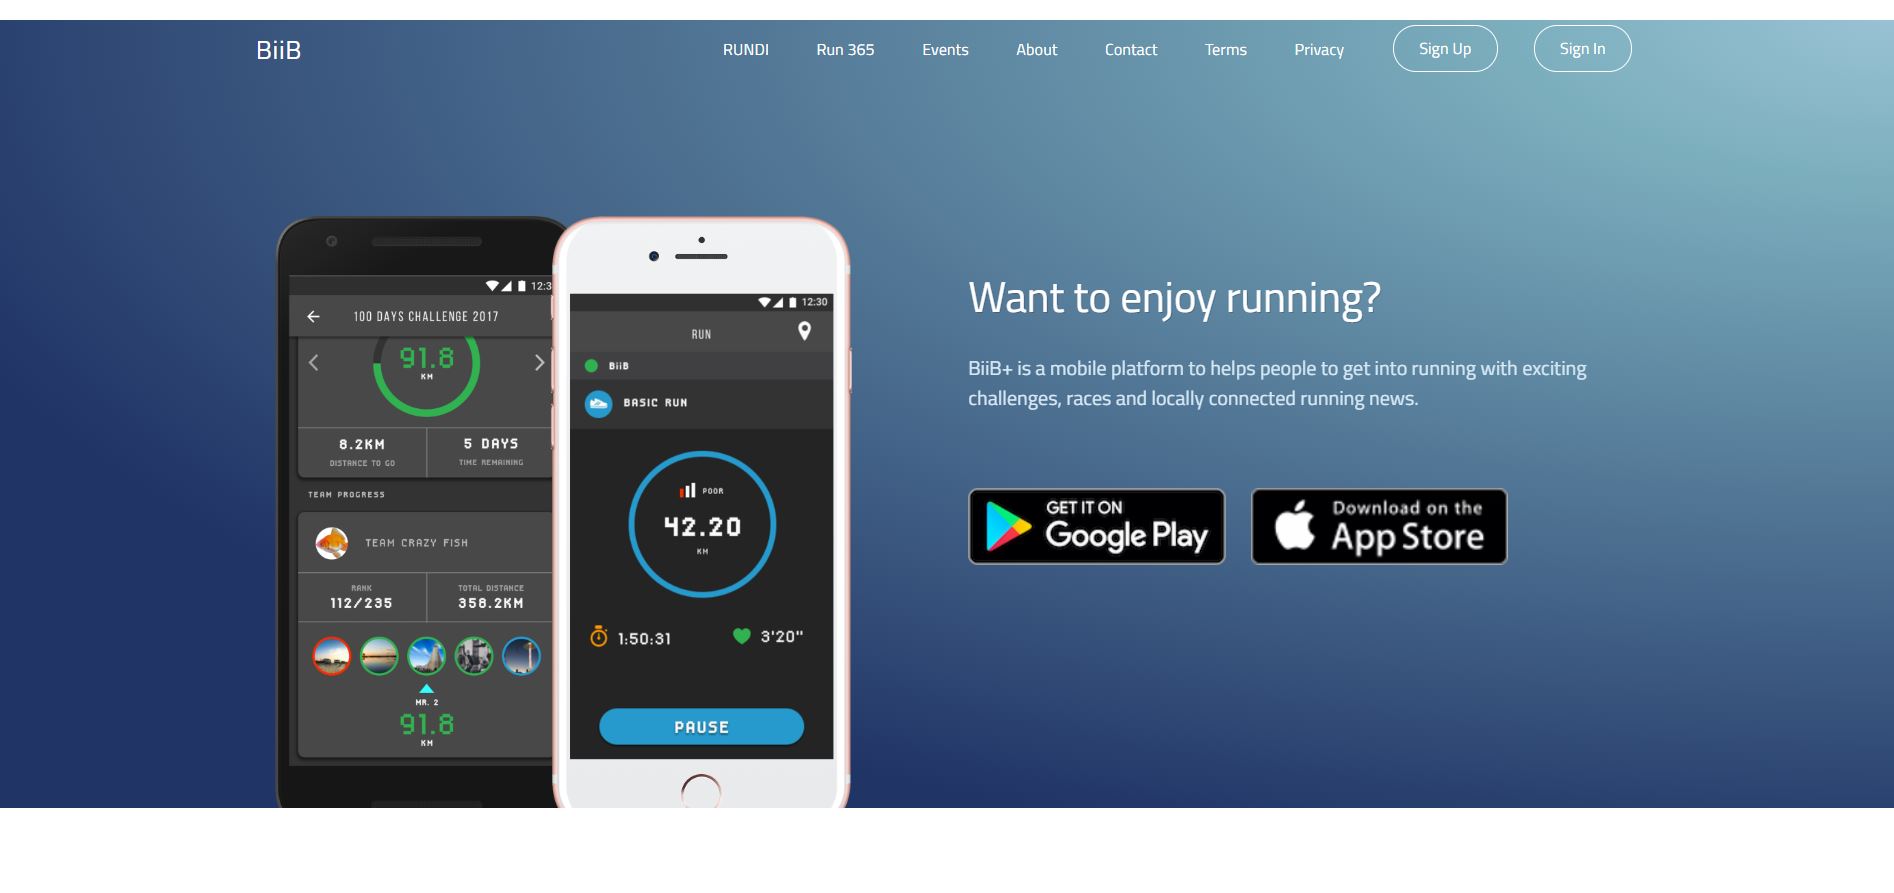 BiiB
RUNDI Run 365 Events About Contact Terms Privacy Sign Up Sign In
12:3
100 DAYS CHALLENGE 2017
91.8
KM
8.2KM 5 DAYS
DISTANCE TO GO TIME REMAINING
TEAM PROGRESS
TEAM CRAZY FISH
RANK TOTAL DISTANCE
112/235 358.2KM
MR. 2
91.8
KM
12:30
RUN
BiiB
BASIC RUN
POOR
42.20
KM
1:50:31 3'20"
PAUSE
Want to enjoy running?
BiiB+ is a mobile platform to helps people to get into running with exciting
challenges, races and locally connected running news.
GET IT ON
Google Play
Download on the
App Store